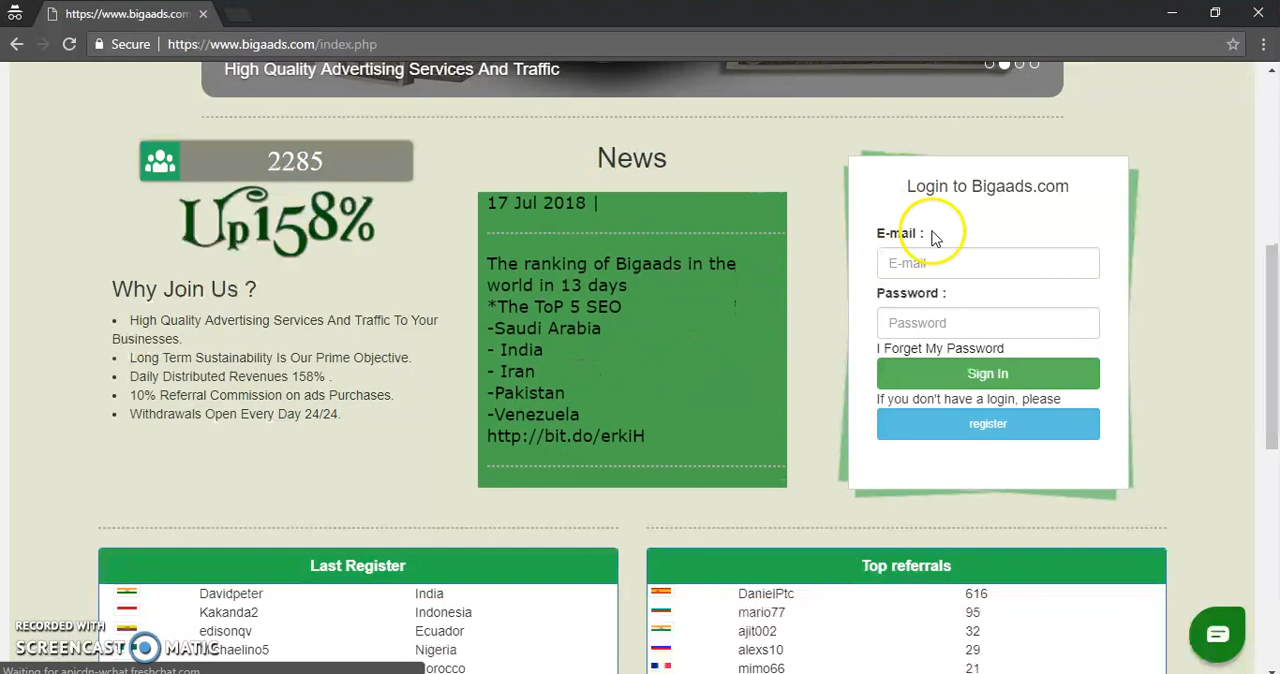 https://www.bigaads.com
Secure
https://www.bigaads.com/index.php
High Quality Advertising Services And Traffic
2285
Up158%
Why Join Us ?
High Quality Advertising Services And Traffic To Your
Businesses.
Long Term Sustainability Is Our Prime Objective.
Daily Distributed Revenues 158% .
10% Referral Commission on ads Purchases.
Withdrawals Open Every Day 24/24.
News
17 Jul 2018 |
The ranking of Bigaads in the
world in 13 days
*The ToP 5 SEO
-Saudi Arabia
- India
- Iran
-Pakistan
-Venezuela
http://bit.do/erkiH
Login to Bigaads.com
E-mail :
E-mail
Password :
Password
I Forget My Password
Sign In
If you don't have a login, please
register
Last Register
Davidpeter India
Kakanda2 Indonesia
edisonqv Ecuador
Nigeria
Top referrals
DanielPtc 616
mario77 95
ajit002 32
alexs10 29
mimo66 21
RECORDED WITH
SCREENCAST MATIC
Waiting for apicdn-wchat.freshchat.com